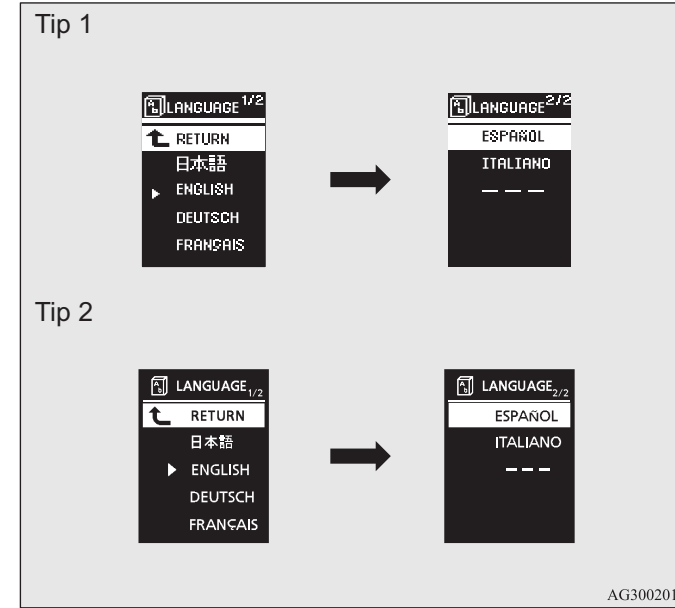 Tip 1
LANGUAGE 1/2
RETURN
日本語
ENGLISH
DEUTSCH
FRANÇAIS
LANGUAGE 2/2
ESPAÑOL
ITALIANO
---
Tip 2
LANGUAGE 1/2
RETURN
日本語
ENGLISH
DEUTSCH
FRANÇAIS
LANGUAGE 2/2
ESPAÑOL
ITALIANO
---
AG300201